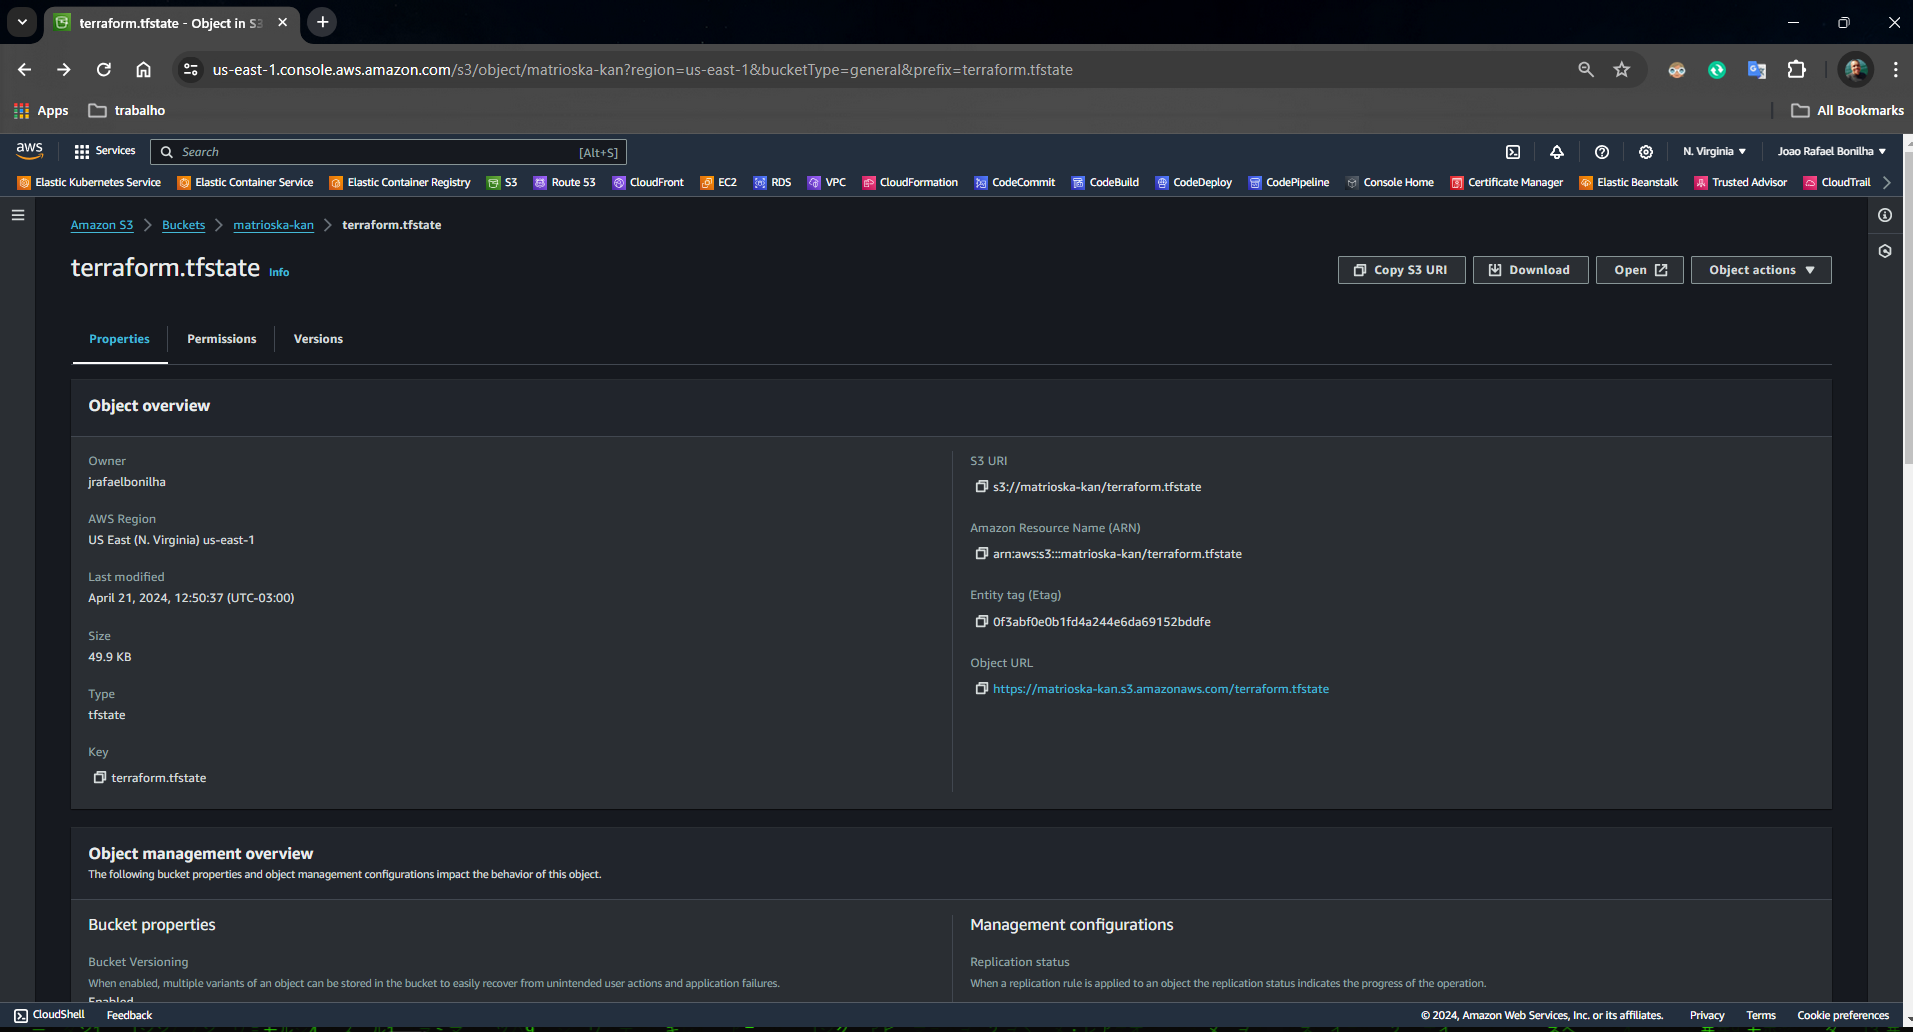 terraform.tfstate - Object in S3
us-east-1.console.aws.amazon.com/s3/object/matrioska-kan?region=us-east-1&bucketType=general&prefix=terraform.tfstate
Apps trabalho All Bookmarks
aws Services Search [Alt+S] N. Virginia Joao Rafael Bonilha
Elastic Kubernetes Service Elastic Container Service Elastic Container Registry S3 Route 53 CloudFront EC2 RDS VPC CloudFormation CodeCommit CodeBuild CodeDeploy CodePipeline Console Home Certificate Manager Elastic Beanstalk Trusted Advisor CloudTrail
Amazon S3 Buckets matrioska-kan terraform.tfstate
terraform.tfstate Info
Copy S3 URI Download Open Object actions
Properties Permissions Versions
Object overview
Owner
jrafaelbonilha
AWS Region
US East (N. Virginia) us-east-1
Last modified
April 21, 2024, 12:50:37 (UTC-03:00)
Size
49.9 KB
Type
tfstate
Key
terraform.tfstate
S3 URI
s3://matrioska-kan/terraform.tfstate
Amazon Resource Name (ARN)
arn:aws:s3:::matrioska-kan/terraform.tfstate
Entity tag (Etag)
0f3abf0e0b1fd4a244e6da69152bddfe
Object URL
https://matrioska-kan.s3.amazonaws.com/terraform.tfstate
Object management overview
The following bucket properties and object management configurations impact the behavior of this object.
Bucket properties
Bucket Versioning
When enabled, multiple variants of an object can be stored in the bucket to easily recover from unintended user actions and application failures.
Enabled
Management configurations
Replication status
When a replication rule is applied to an object the replication status indicates the progress of the operation.
CloudShell Feedback © 2024, Amazon Web Services, Inc. or its affiliates. Privacy Terms Cookie preferences